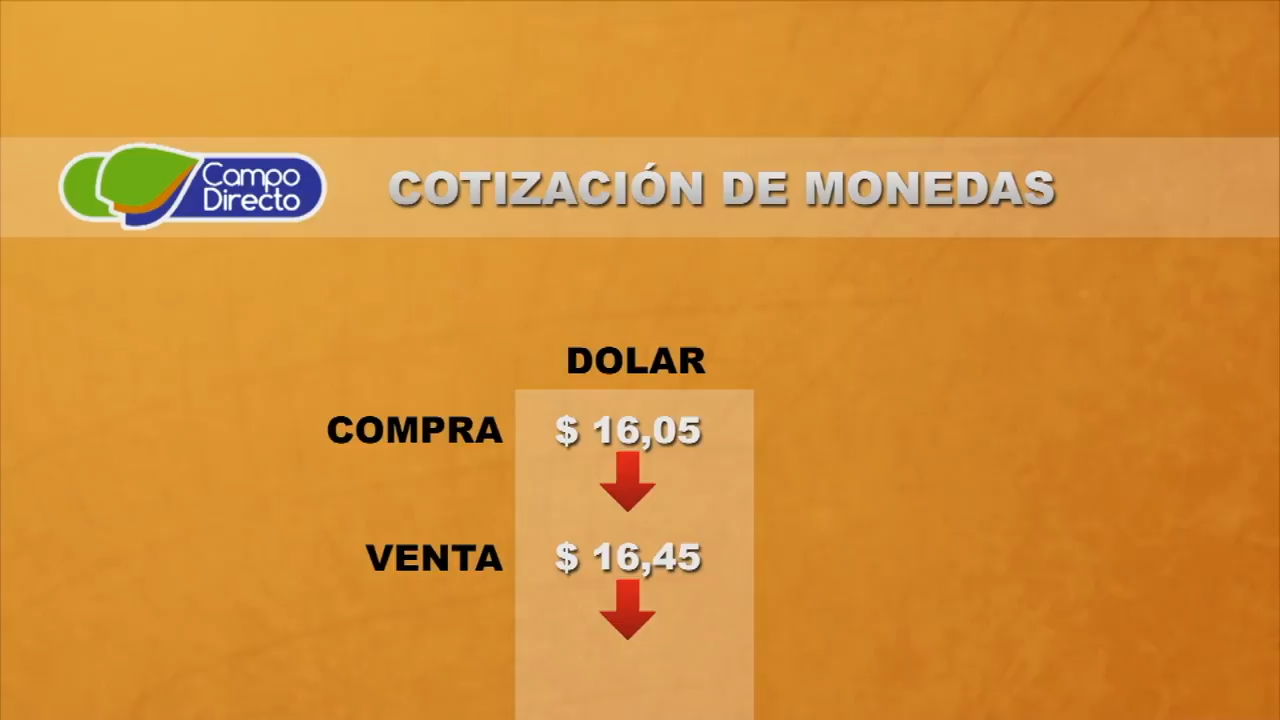 Campo
Directo
COTIZACIÓN DE MONEDAS
DOLAR
COMPRA $ 16,05
VENTA $ 16,45